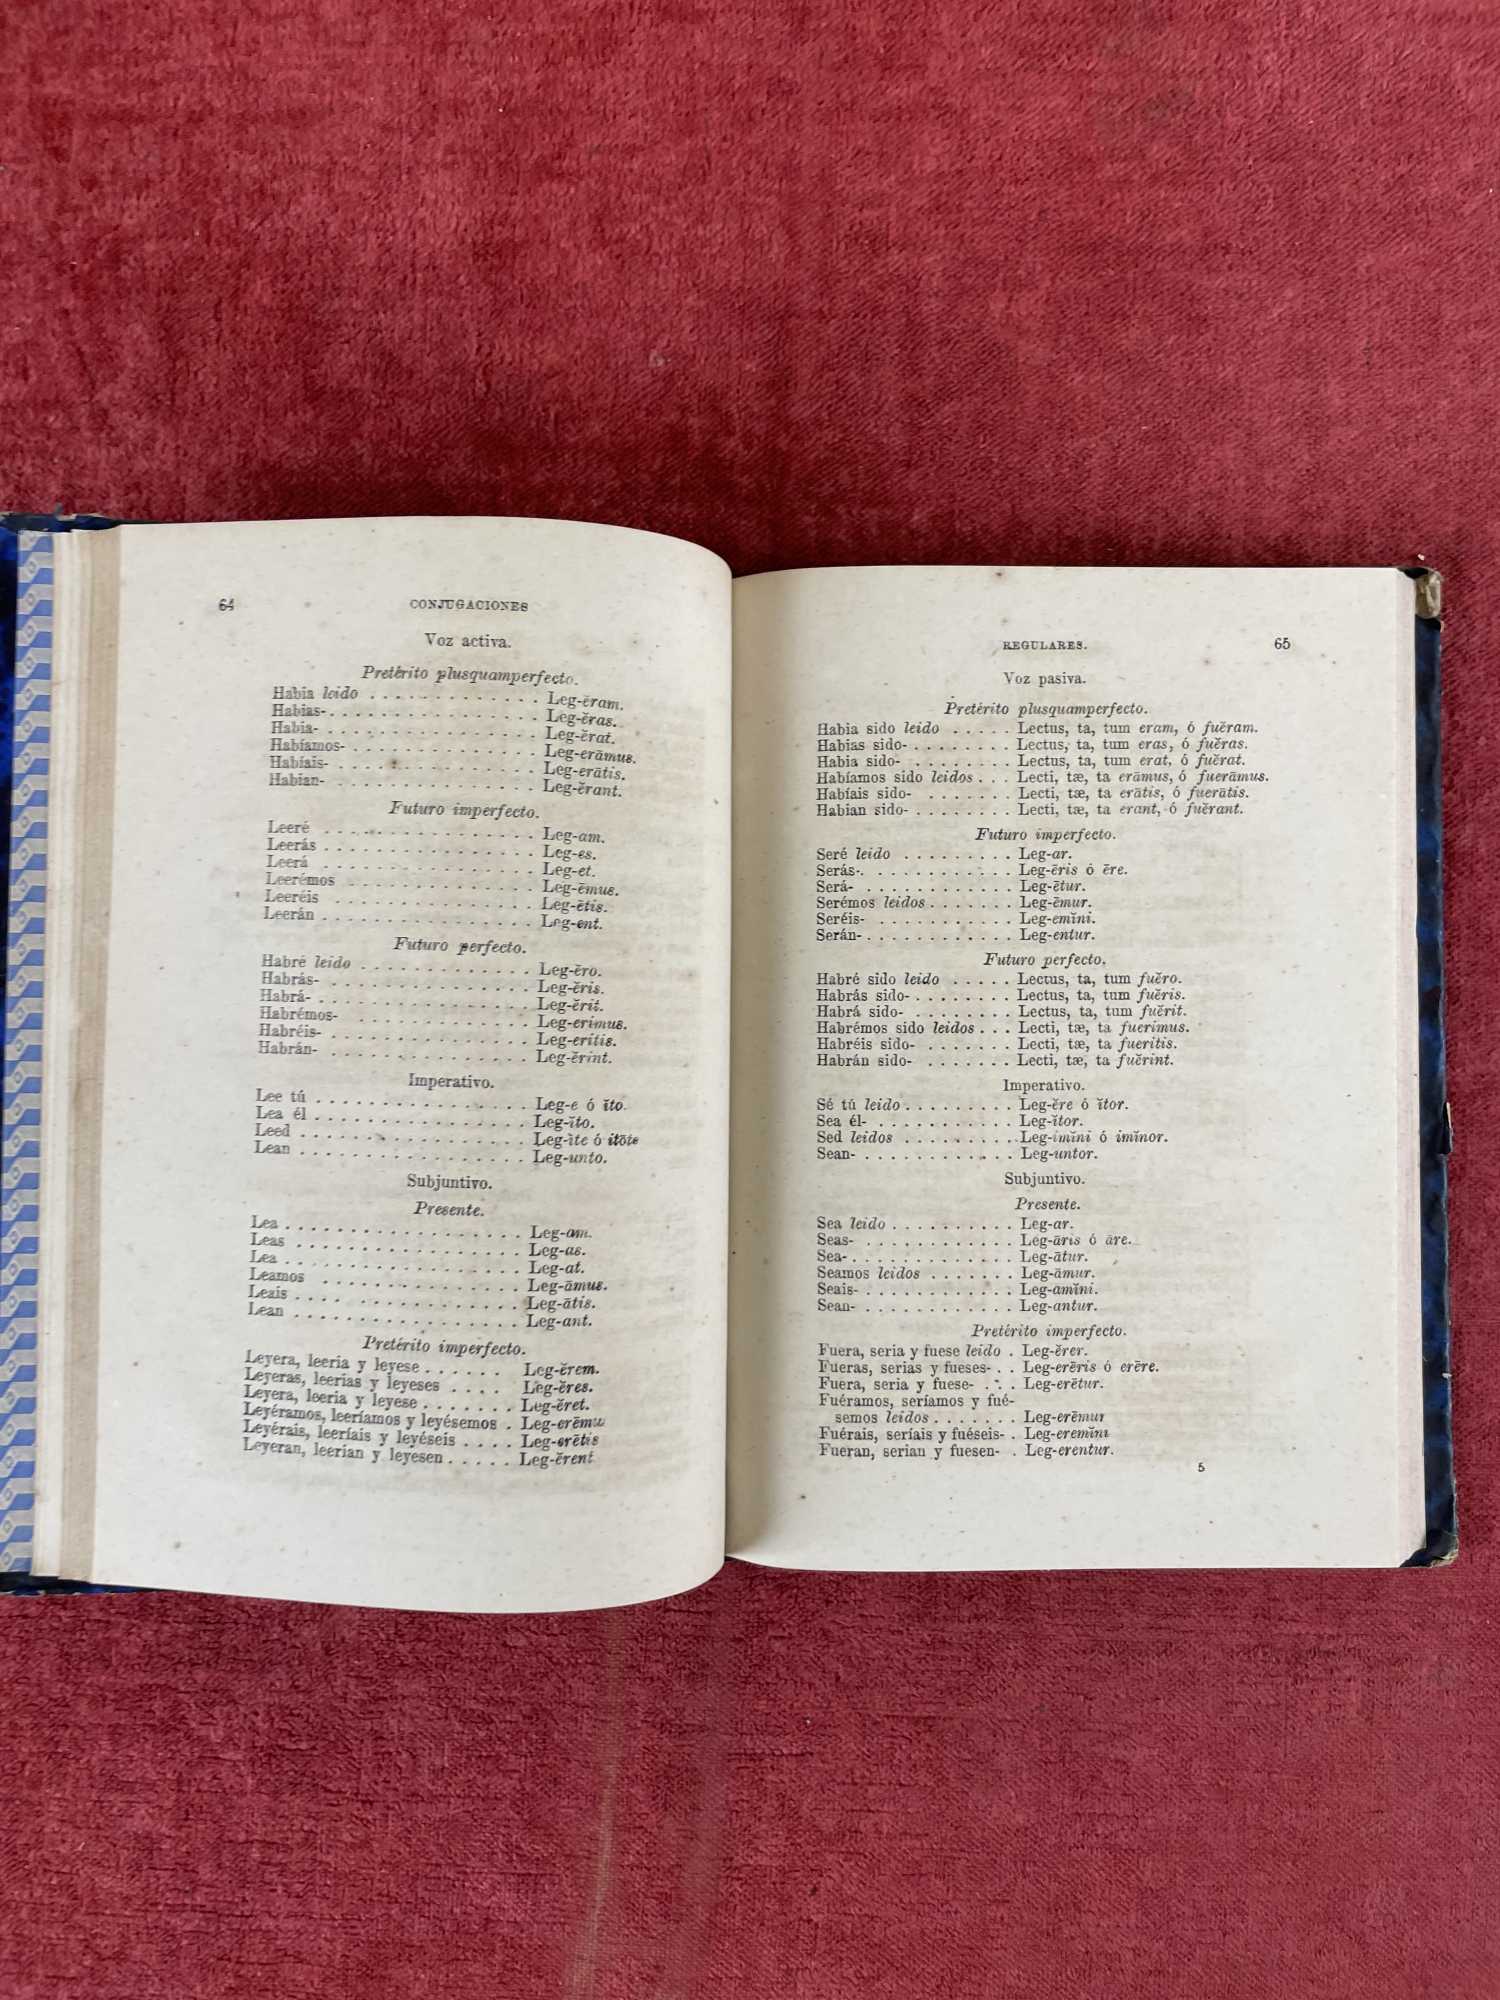 64
CONJUGACIONES
Voz activa.
Pretérito plusquamperfecto.
Habia leido . . . . . . . . . . . . Leg-ĕram.
Habias- . . . . . . . . . . . . . . Leg-ĕras.
Habia- . . . . . . . . . . . . . . Leg-ĕrat.
Habíamos- . . . . . . . . . . . . Leg-erāmus.
Habíais- . . . . . . . . . . . . . Leg-erātis.
Habian- . . . . . . . . . . . . . Leg-ĕrant.
Futuro imperfecto.
Leeré . . . . . . . . . . . . . . Leg-am.
Leerás . . . . . . . . . . . . . . Leg-es.
Leerá . . . . . . . . . . . . . . Leg-et.
Leerémos . . . . . . . . . . . . Leg-ēmus.
Leeréis . . . . . . . . . . . . . Leg-ētis.
Leerán . . . . . . . . . . . . . Leg-ent.
Futuro perfecto.
Habré leido . . . . . . . . . . . . Leg-ĕro.
Habrás- . . . . . . . . . . . . . Leg-ĕris.
Habrá- . . . . . . . . . . . . . . Leg-ĕrit.
Habrémos- . . . . . . . . . . . . Leg-erimus.
Habréis- . . . . . . . . . . . . . Leg-eritis.
Habrán- . . . . . . . . . . . . . Leg-ĕrint.
Imperativo.
Lee tú . . . . . . . . . . . . . . Leg-e ó ĭto.
Lea él . . . . . . . . . . . . . . Leg-ĭto.
Leed . . . . . . . . . . . . . . . Leg-ĭte ó itōte
Lean . . . . . . . . . . . . . . . Leg-unto.
Subjuntivo.
Presente.
Lea . . . . . . . . . . . . . . . Leg-am.
Leas . . . . . . . . . . . . . . . Leg-as.
Lea . . . . . . . . . . . . . . . Leg-at.
Leamos . . . . . . . . . . . . . Leg-āmus.
Leais . . . . . . . . . . . . . . Leg-ātis.
Lean . . . . . . . . . . . . . . . Leg-ant.
Pretérito imperfecto.
Leyera, leeria y leyese . . . . . . Leg-ĕrem.
Leyeras, leerias y leyeses . . . . Leg-ĕres.
Leyera, leeria y leyese . . . . . . . Leg-ĕret.
Leyéramos, leeríamos y leyésemos . Leg-erēmu
Leyérais, leeríais y leyéseis . . . . Leg-erētis
Leyeran, leerian y leyesen . . . . . Leg-ĕrent
REGULARES.
65
Voz pasiva.
Pretérito plusquamperfecto.
Habia sido leido . . . . . Lectus, ta, tum eram, ó fuĕram.
Habias sido- . . . . . . . . Lectus, ta, tum eras, ó fuĕras.
Habia sido- . . . . . . . . Lectus, ta, tum erat, ó fuĕrat.
Habíamos sido leidos . . . Lecti, tæ, ta erāmus, ó fuerāmus.
Habíais sido- . . . . . . . Lecti, tæ, ta erātis, ó fuerātis.
Habian sido- . . . . . . . . Lecti, tæ, ta erant, ó fuĕrant.
Futuro imperfecto.
Seré leido . . . . . . . . . Leg-ar.
Serás- . . . . . . . . . . . Leg-ēris ó ēre.
Será- . . . . . . . . . . . . Leg-ētur.
Serémos leidos . . . . . . . Leg-ēmur.
Seréis- . . . . . . . . . . . Leg-emĭni.
Serán- . . . . . . . . . . . . Leg-entur.
Futuro perfecto.
Habré sido leido . . . . . Lectus, ta, tum fuĕro.
Habrás sido- . . . . . . . . Lectus, ta, tum fuĕris.
Habrá sido- . . . . . . . . Lectus, ta, tum fuĕrit.
Habrémos sido leidos . . . Lecti, tæ, ta fuerimus.
Habréis sido- . . . . . . . Lecti, tæ, ta fueritis.
Habrán sido- . . . . . . . Lecti, tæ, ta fuĕrint.
Imperativo.
Sé tú leido . . . . . . . . . Leg-ĕre ó ĭtor.
Sea él- . . . . . . . . . . . Leg-ĭtor.
Sed leidos . . . . . . . . . Leg-imĭni ó imĭnor.
Sean- . . . . . . . . . . . . Leg-untor.
Subjuntivo.
Presente.
Sea leido . . . . . . . . . . Leg-ar.
Seas- . . . . . . . . . . . . Leg-āris ó āre.
Sea- . . . . . . . . . . . . . Leg-ātur.
Seamos leidos . . . . . . . Leg-āmur.
Seais- . . . . . . . . . . . . Leg-amĭni.
Sean- . . . . . . . . . . . . Leg-antur.
Pretérito imperfecto.
Fuera, seria y fuese leido . Leg-ĕrer.
Fueras, serias y fueses- . . Leg-erēris ó erēre.
Fuera, seria y fuese- . . . Leg-erētur.
Fuéramos, seríamos y fué-
semos leidos . . . . . . . Leg-erēmur
Fuérais, seríais y fuéseis- . Leg-eremĭni
Fueran, serian y fuesen- . Leg-erentur.
5